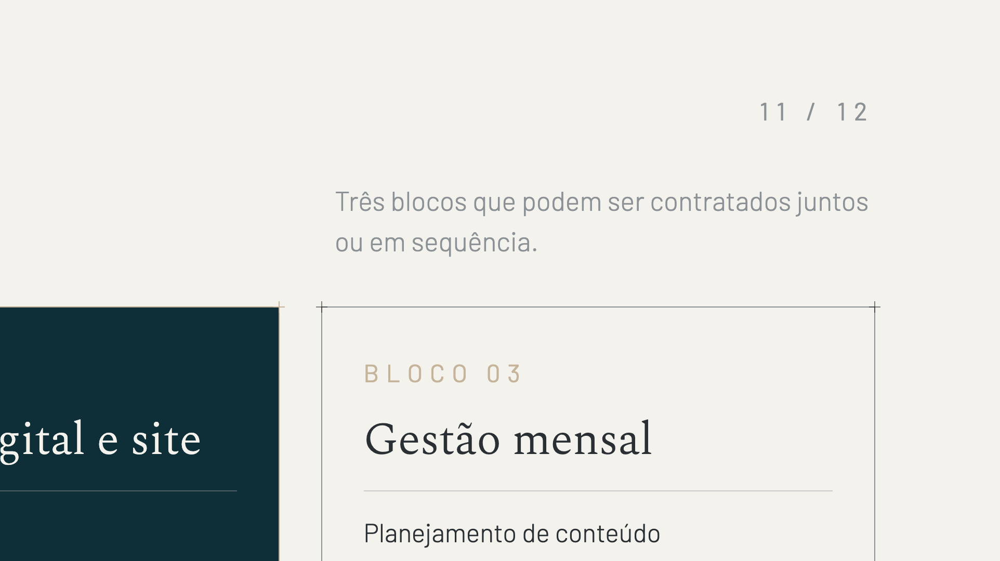 11 / 12
Três blocos que podem ser contratados juntos
ou em sequência.
gital e site
BLOCO 03
Gestão mensal
Planejamento de conteúdo